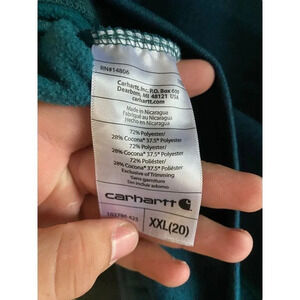 RN#14806
Carhartt, Inc. P.O. Box 600
Dearborn, MI 48121 USA
carhartt.com
Made in Nicaragua
Fabriqué au Nicaragua
Hecho en Nicaragua
72% Polyester/
28% Cocona® 37.5® Polyester
72% Polyester/
28% Cocona® 37.5® Polyester
72% Poliéster/
28% Cocona® 37.5® Poliéster
Exclusive of Trimming
Sans garniture
Sin incluir adorno
carhartt
XXL(20)